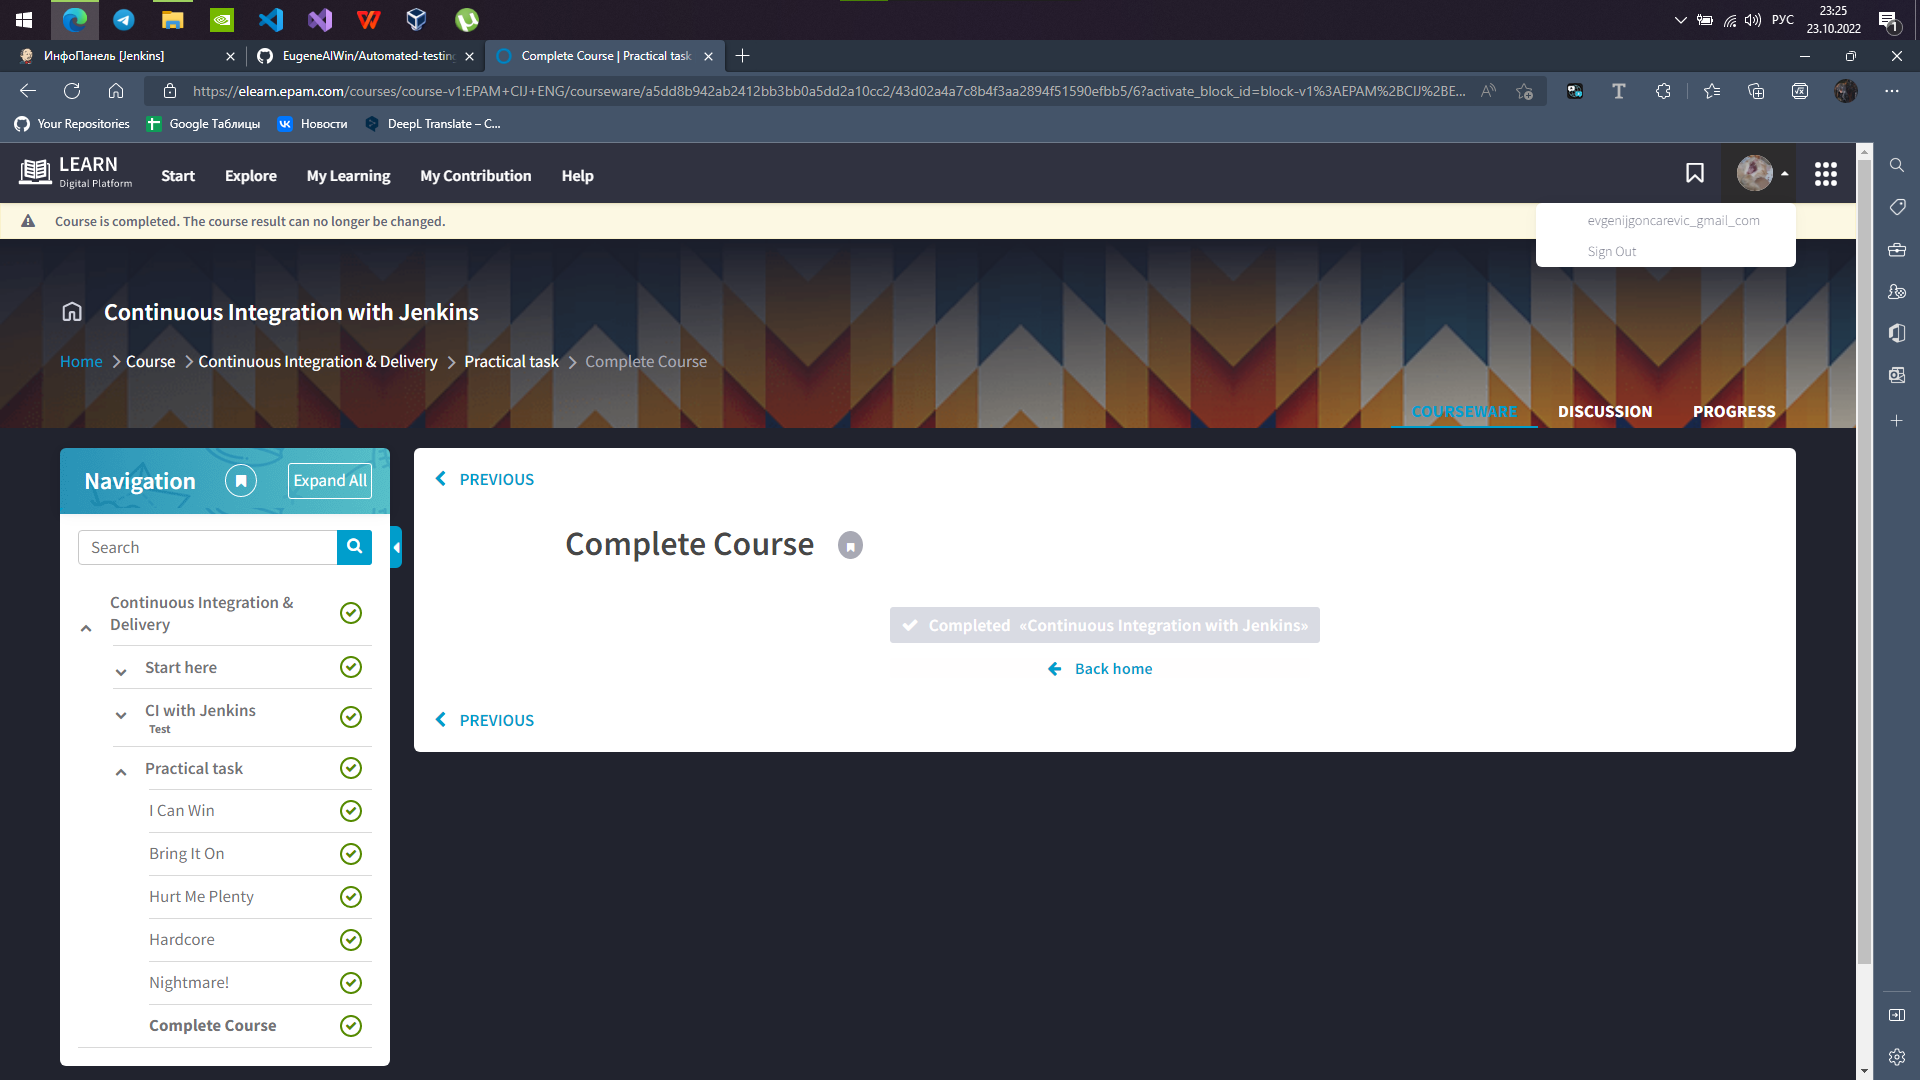 РУС
23:25
23.10.2022
1
ИнфоПанель [Jenkins]
EugeneAlWin/Automated-testing
Complete Course | Practical task
https://elearn.epam.com/courses/course-v1:EPAM+CIJ+ENG/courseware/a5dd8b942ab2412bb3bb0a5dd2a10cc2/43d02a4a7c8b4f3aa2894f51590efbb5/6?activate_block_id=block-v1%3AEPAM%2BCIJ%2BE...
Your Repositories
Google Таблицы
Новости
DeepL Translate – C...
LEARN
Digital Platform
Start
Explore
My Learning
My Contribution
Help
Course is completed. The course result can no longer be changed.
evgenijgoncarevic_gmail_com
Sign Out
Continuous Integration with Jenkins
Home
Course
Continuous Integration & Delivery
Practical task
Complete Course
COURSEWARE
DISCUSSION
PROGRESS
Navigation
Expand All
Search
Continuous Integration &
Delivery
Start here
CI with Jenkins
Test
Practical task
I Can Win
Bring It On
Hurt Me Plenty
Hardcore
Nightmare!
Complete Course
PREVIOUS
Complete Course
Completed «Continuous Integration with Jenkins»
Back home
PREVIOUS